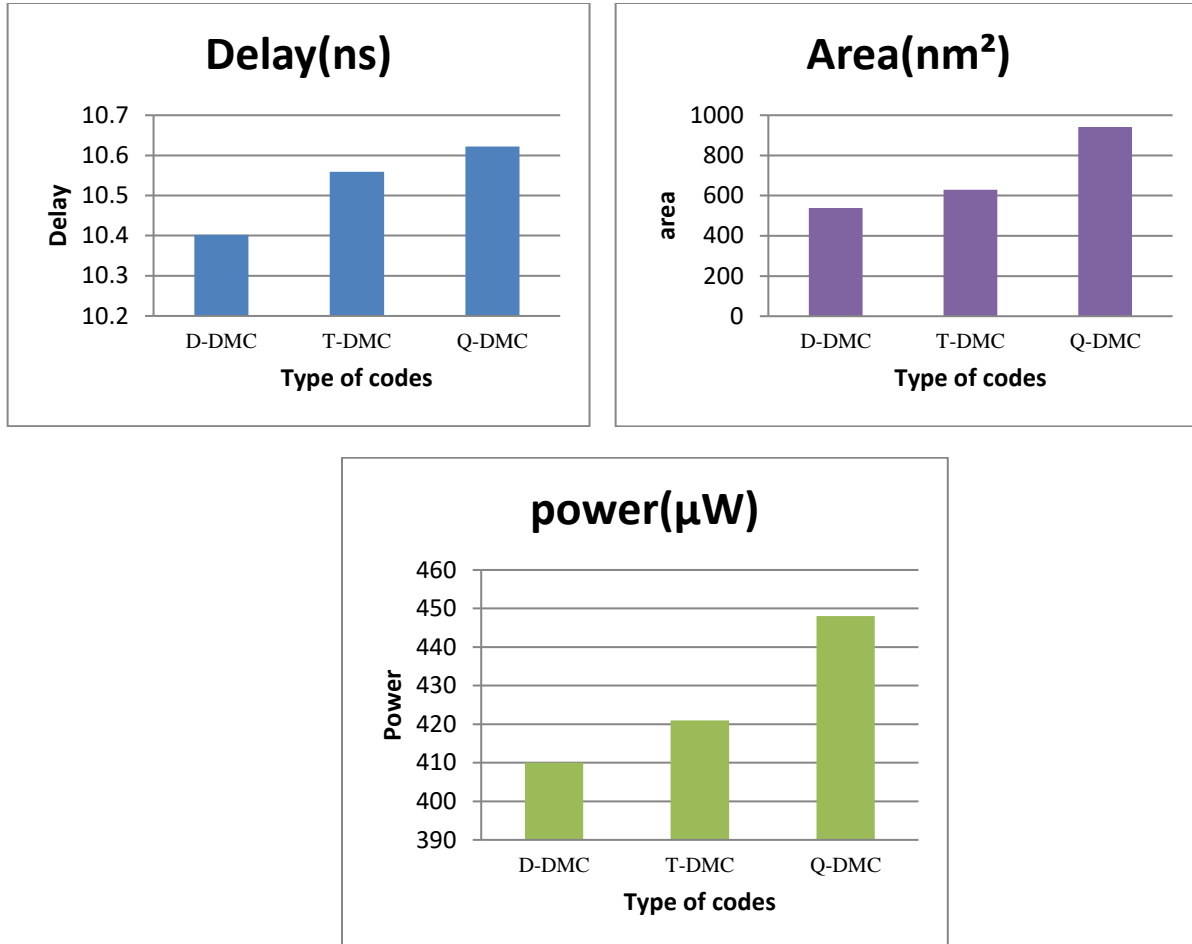 Delay(ns)
10.7
10.6
10.5
10.4
10.3
10.2
Delay
D-DMC T-DMC Q-DMC
Type of codes
Area(nm²)
1000
800
600
400
200
0
area
D-DMC T-DMC Q-DMC
Type of codes
power(μW)
460
450
440
430
420
410
400
390
Power
D-DMC T-DMC Q-DMC
Type of codes